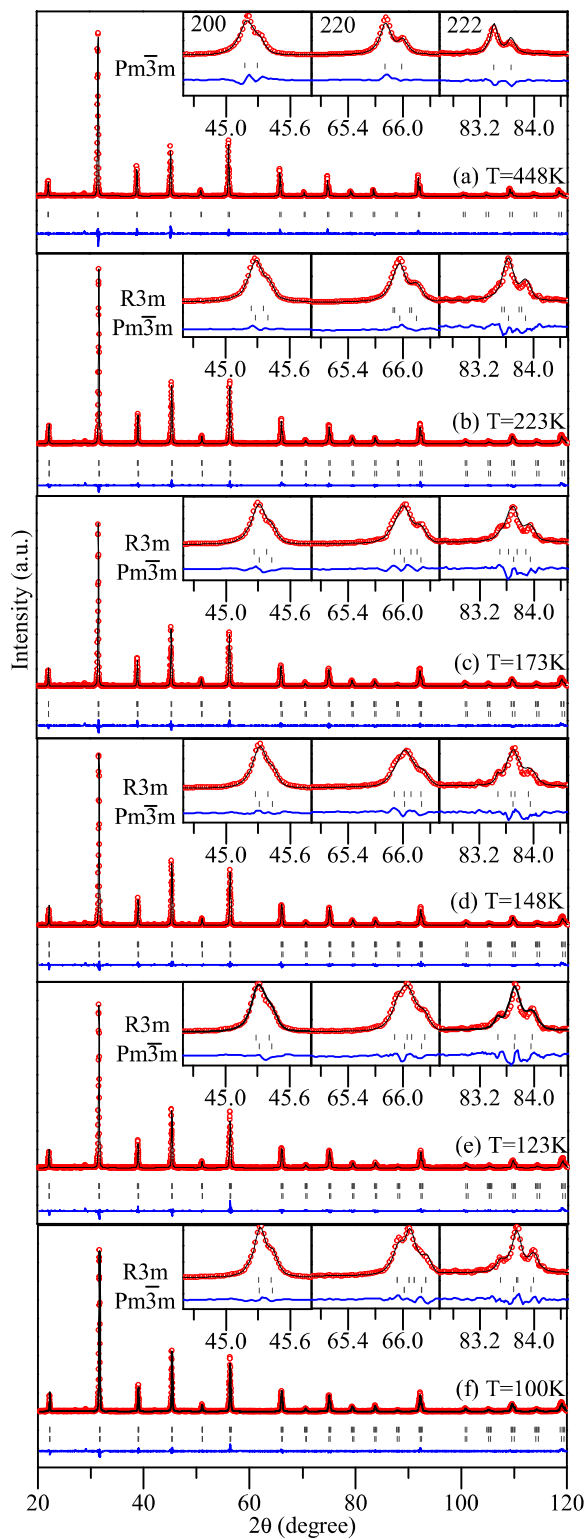 200 220 222
Pm3̅m
45.0 45.6 65.4 66.0 83.2 84.0
(a) T=448K
R3m
Pm3̅m
45.0 45.6 65.4 66.0 83.2 84.0
(b) T=223K
R3m
Pm3̅m
45.0 45.6 65.4 66.0 83.2 84.0
(c) T=173K
R3m
Pm3̅m
45.0 45.6 65.4 66.0 83.2 84.0
(d) T=148K
R3m
Pm3̅m
45.0 45.6 65.4 66.0 83.2 84.0
(e) T=123K
R3m
Pm3̅m
45.0 45.6 65.4 66.0 83.2 84.0
(f) T=100K
20 40 60 80 100 120
2θ (degree)
Intensity (a.u.)